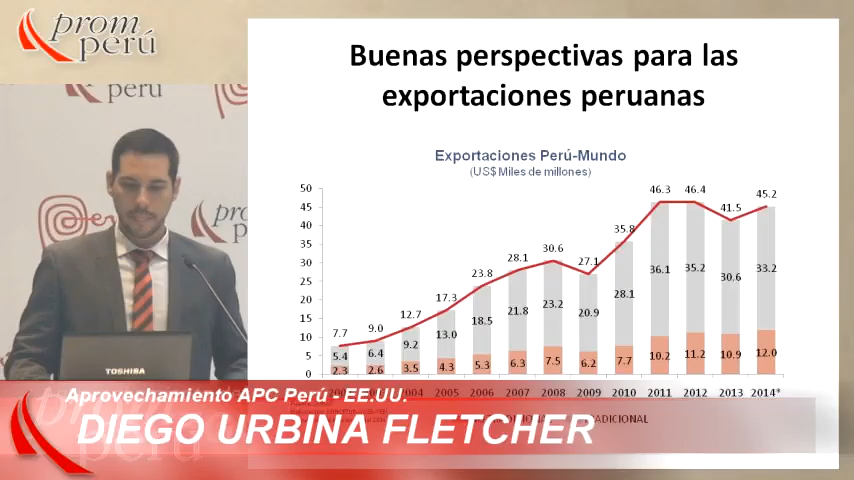 prom
perú
perú
pro
per
Buenas perspectivas para las
exportaciones peruanas
Exportaciones Perú-Mundo
(US$ Miles de millones)
50
45
40
35
30
25
20
15
10
5
0
7.7 9.0 12.7 17.3 23.8 28.1 30.6 27.1 35.8 46.3 46.4 41.5 45.2
5.4 6.4 9.2 13.0 18.5 21.8 23.2 20.9 28.1 36.1 35.2 30.6 33.2
2.3 2.6 3.5 4.3 5.3 6.3 7.5 6.2 7.7 10.2 11.2 10.9 12.0
2004 2005 2006 2007 2008 2009 2010 2011 2012 2013 2014*
TOSHIBA
Aprovechamiento APC Perú -EE.UU.
DIEGO URBINA FLETCHER
prom
perú